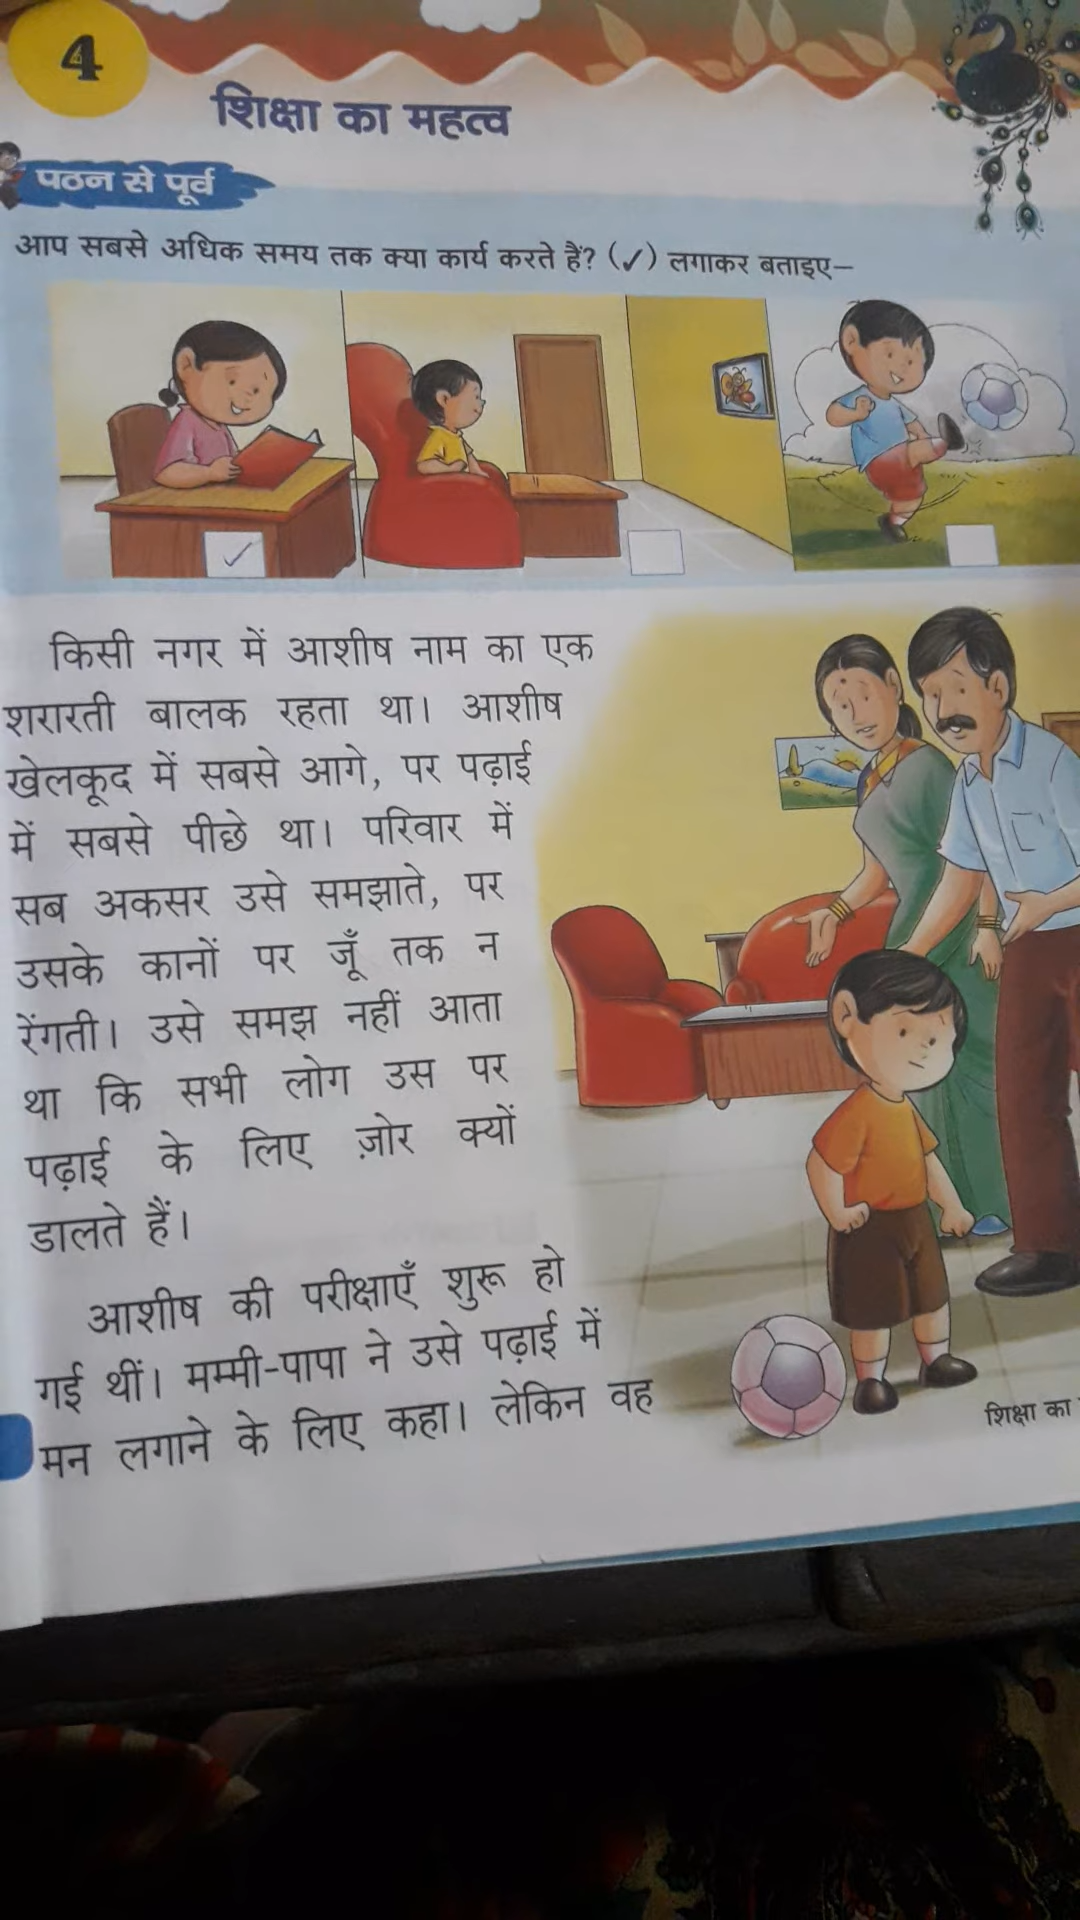 4
शिक्षा का महत्व
पठन से पूर्व
आप सबसे अधिक समय तक क्या कार्य करते हैं? (✓) लगाकर बताइए–
किसी नगर में आशीष नाम का एक
शरारती बालक रहता था। आशीष
खेलकूद में सबसे आगे, पर पढ़ाई
में सबसे पीछे था। परिवार में
सब अकसर उसे समझाते, पर
उसके कानों पर जूँ तक न
रेंगती। उसे समझ नहीं आता
था कि सभी लोग उस पर
पढ़ाई के लिए ज़ोर क्यों
डालते हैं।
आशीष की परीक्षाएँ शुरू हो
गई थीं। मम्मी-पापा ने उसे पढ़ाई में
मन लगाने के लिए कहा। लेकिन वह
शिक्षा का